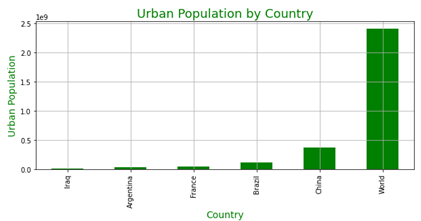 Urban Population by Country
1e9
2.5
2.0
1.5
1.0
0.5
0.0
Urban Population
Iraq
Argentina
France
Brazil
China
World
Country